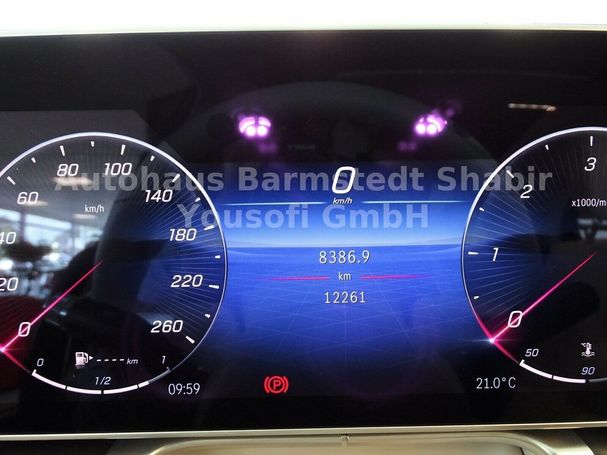 0
km/h
Autohaus Barmstedt Shabir
Yousofi GmbH
20 40 60 80 100 120 140 180 220 260
km/h
0
8386.9
km
12261
0 1 2 3
x1000/m
0 1/2 1
---- km
50 90
°C
09:59
P
21.0°C